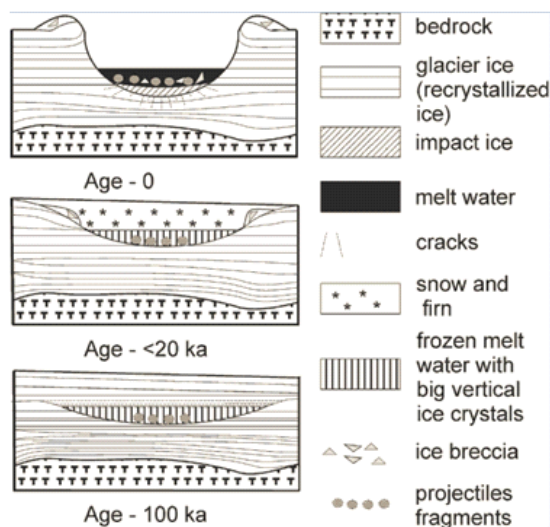 Age - 0
Age - <20 ka
Age - 100 ka
bedrock
glacier ice
(recrystallized
ice)
impact ice
melt water
cracks
snow and
firn
frozen melt
water with
big vertical
ice crystals
ice breccia
projectiles
fragments